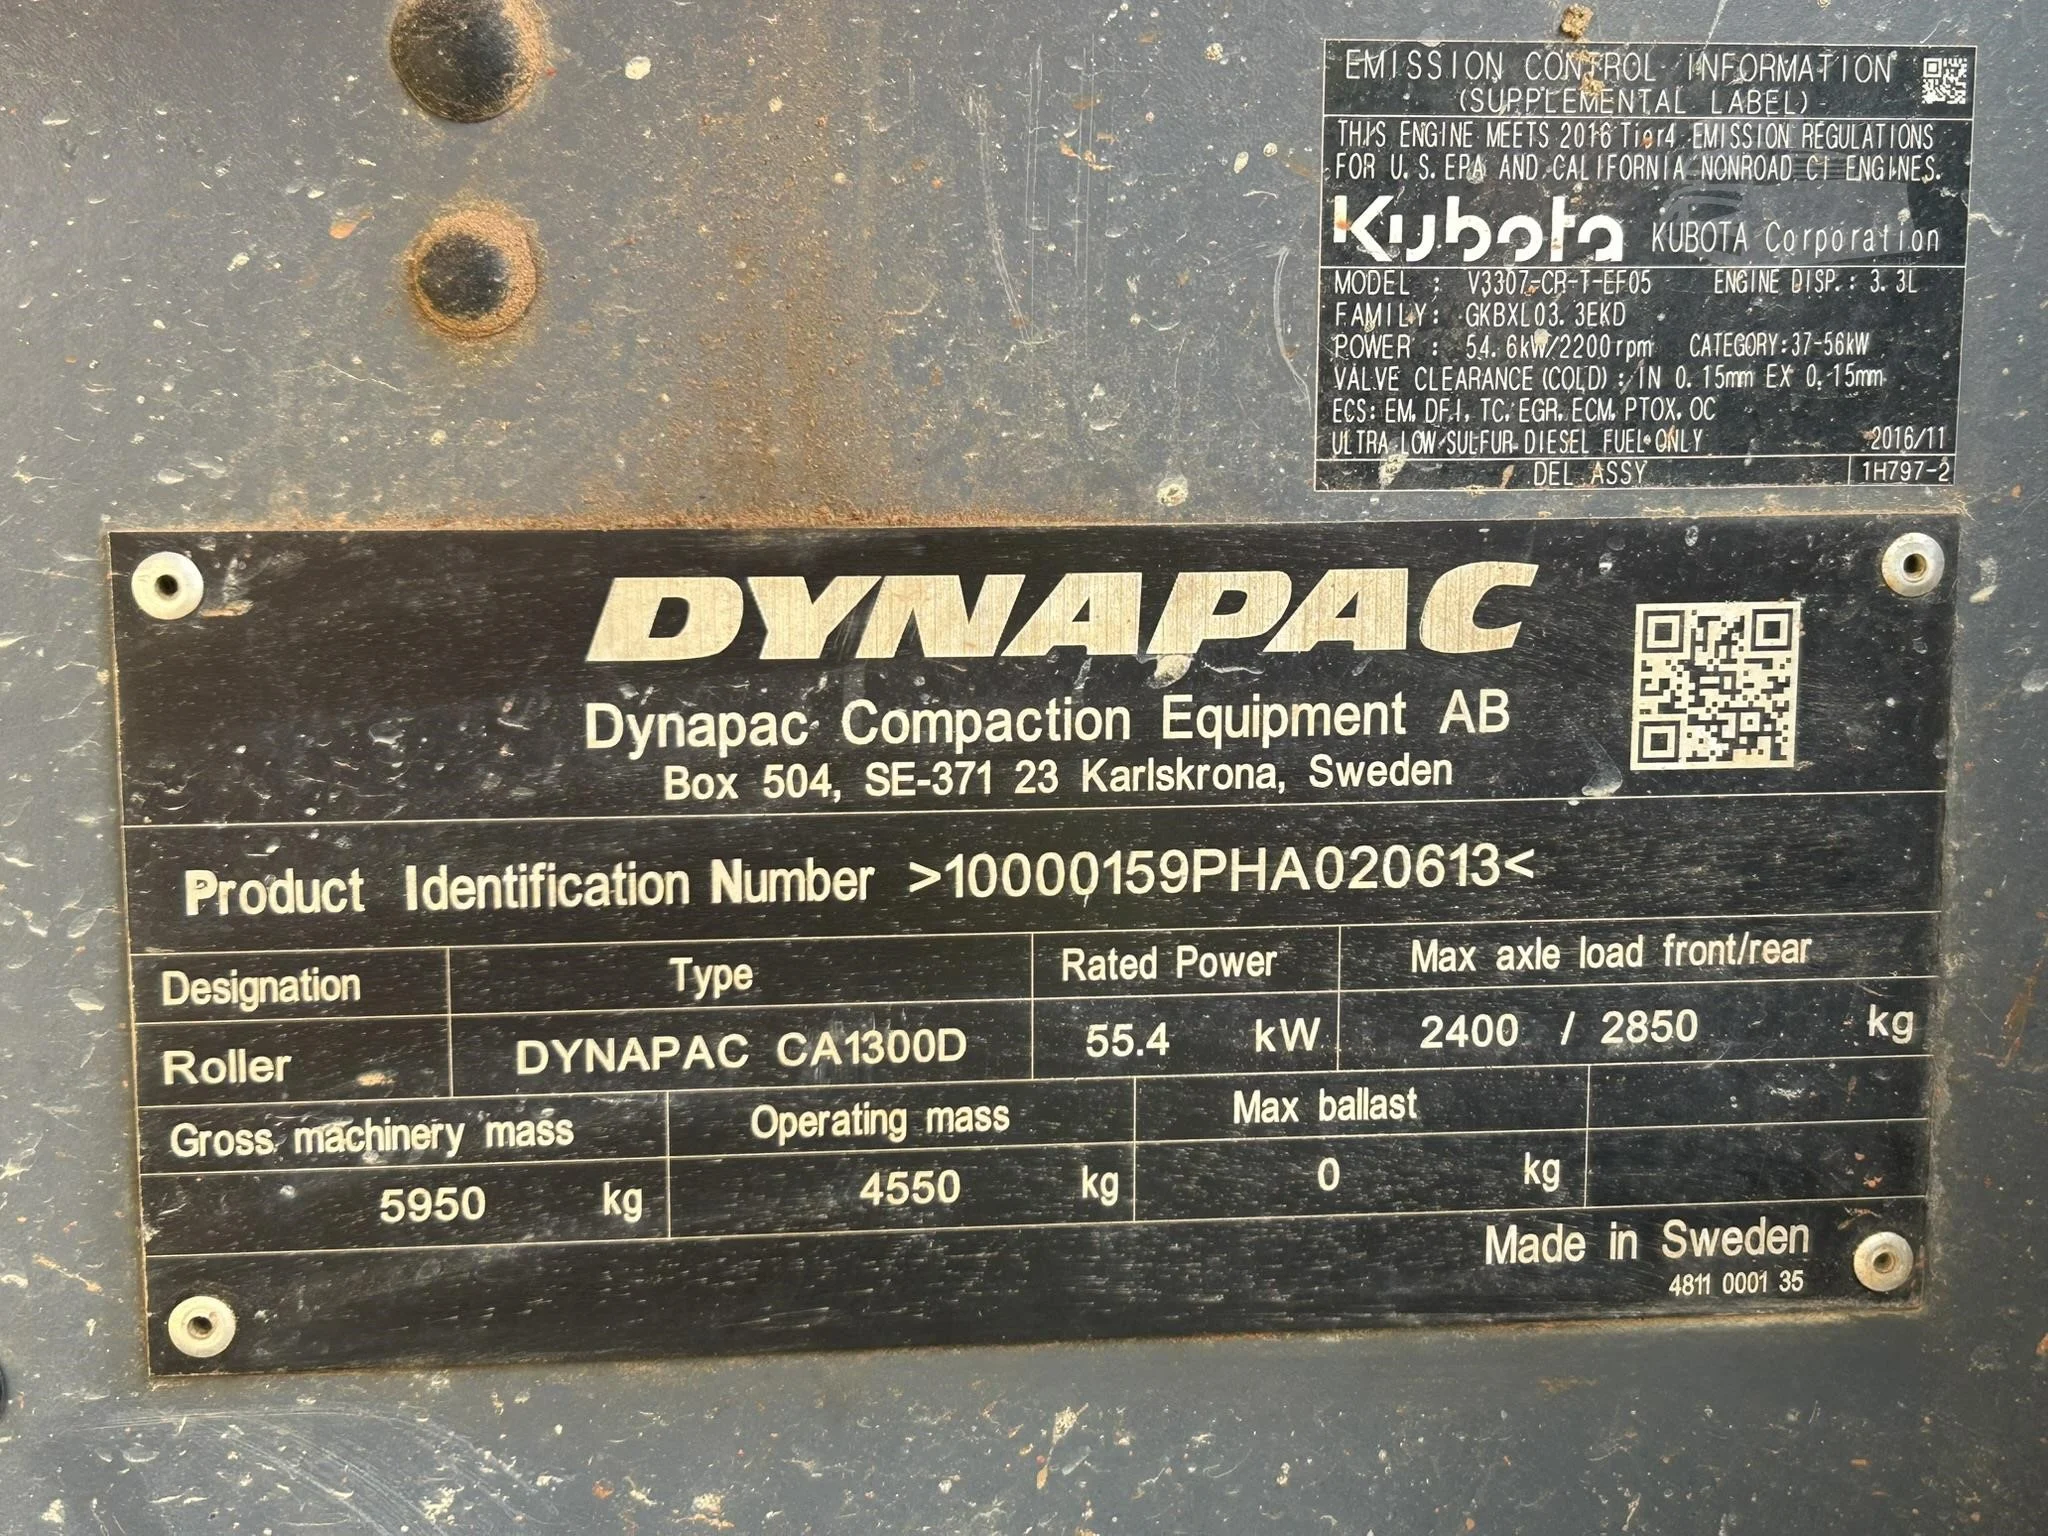 EMISSION CONTROL INFORMATION
(SUPPLEMENTAL LABEL)
THIS ENGINE MEETS 2016 Tier4 EMISSION REGULATIONS
FOR U.S. EPA AND CALIFORNIA NONROAD CI ENGINES.
Kubota KUBOTA Corporation
MODEL : V3307-CR-T-EF05 ENGINE DISP. : 3.3L
FAMILY: GKBXL03.3EKD
POWER : 54.6kW/2200rpm CATEGORY:37-56kW
VALVE CLEARANCE(COLD) : IN 0.15mm EX 0.15mm
ECS: EM, DFI, TC, EGR, ECM, PTOX, OC
ULTRA LOW SULFUR DIESEL FUEL ONLY 2016/11
DEL ASSY 1H797-2
DYNAPAC
Dynapac Compaction Equipment AB
Box 504, SE-371 23 Karlskrona, Sweden
Product Identification Number >10000159PHA020613<
Designation Type Rated Power Max axle load front/rear
Roller DYNAPAC CA1300D 55.4 kW 2400 / 2850 kg
Gross machinery mass Operating mass Max ballast
5950 kg 4550 kg 0 kg
Made in Sweden
4811 0001 35